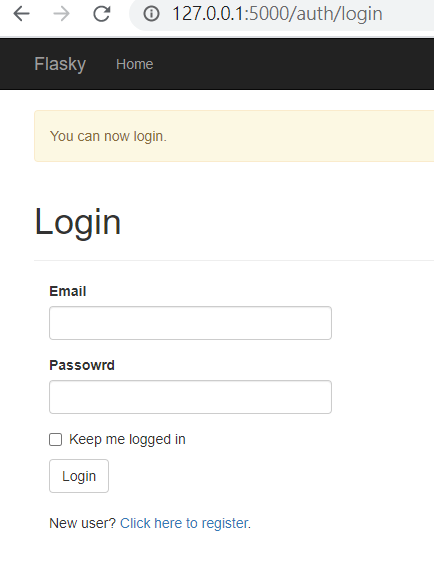 127.0.0.1:5000/auth/login
Flasky Home
You can now login.
Login
Email
Passowrd
Keep me logged in
Login
New user? Click here to register.